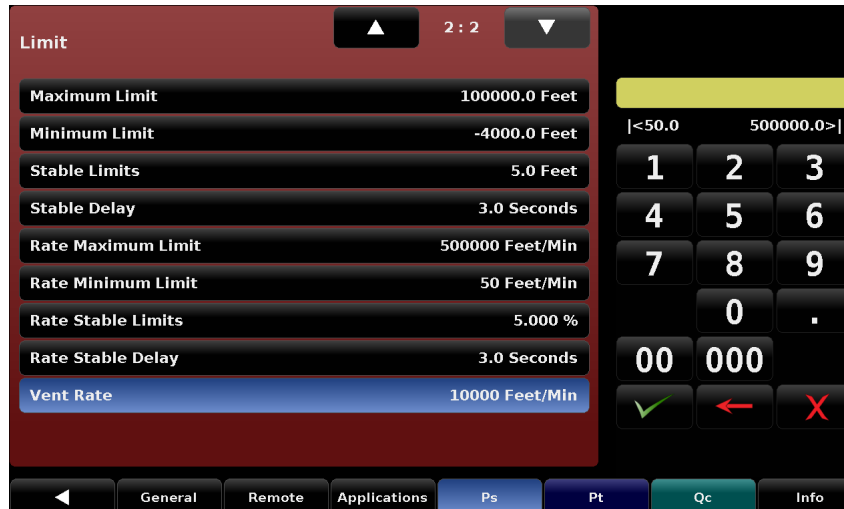 Limit
2 : 2
Maximum Limit 100000.0 Feet
Minimum Limit -4000.0 Feet
Stable Limits 5.0 Feet
Stable Delay 3.0 Seconds
Rate Maximum Limit 500000 Feet/Min
Rate Minimum Limit 50 Feet/Min
Rate Stable Limits 5.000 %
Rate Stable Delay 3.0 Seconds
Vent Rate 10000 Feet/Min
|<50.0 500000.0>|
1 2 3
4 5 6
7 8 9
0 .
00 000
X
General Remote Applications Ps Pt Qc Info